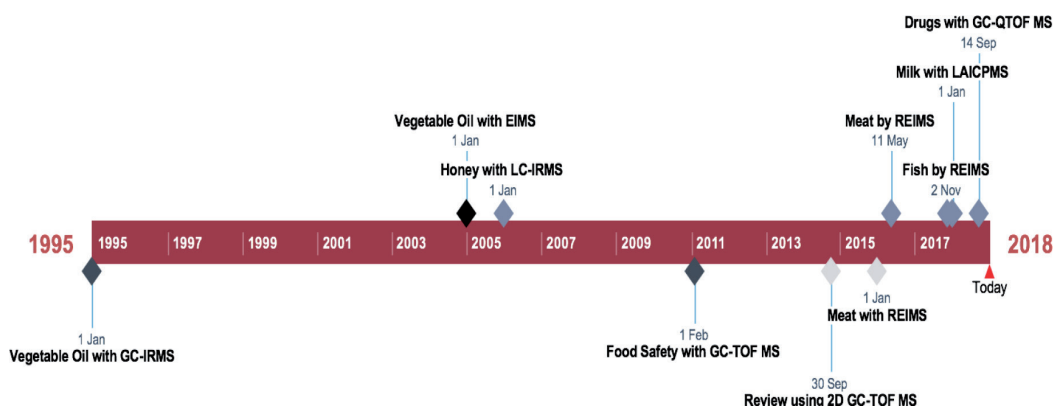 Drugs with GC-QTOF MS
14 Sep
Milk with LAICPMS
1 Jan
Vegetable Oil with EIMS
1 Jan
Meat by REIMS
11 May
Honey with LC-IRMS
1 Jan
Fish by REIMS
2 Nov
1995 1995 1997 1999 2001 2003 2005 2007 2009 2011 2013 2015 2017 2018
Today
1 Jan
Vegetable Oil with GC-IRMS
1 Feb
Food Safety with GC-TOF MS
1 Jan
Meat with REIMS
30 Sep
Review using 2D GC-TOF MS